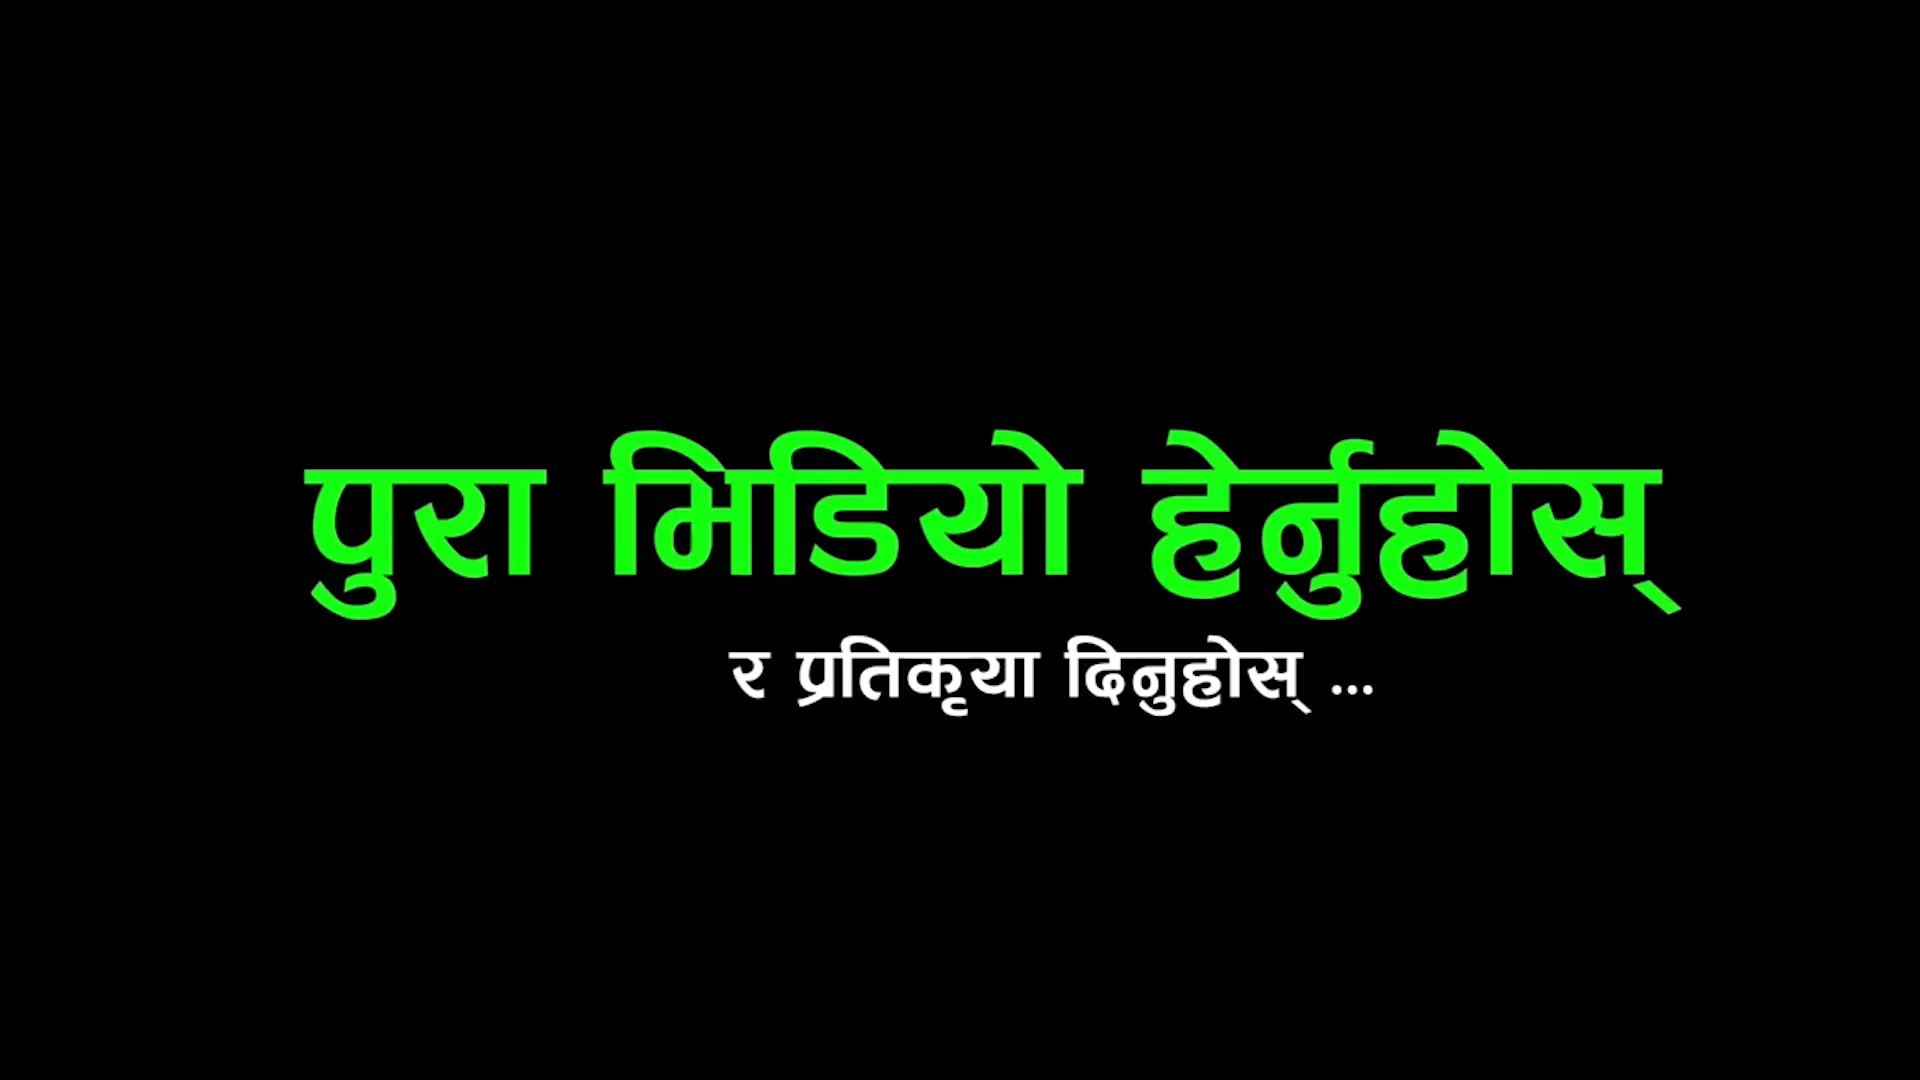 पुरा भिडियो हेर्नुहोस्
र प्रतिकृया दिनुहोस् ...